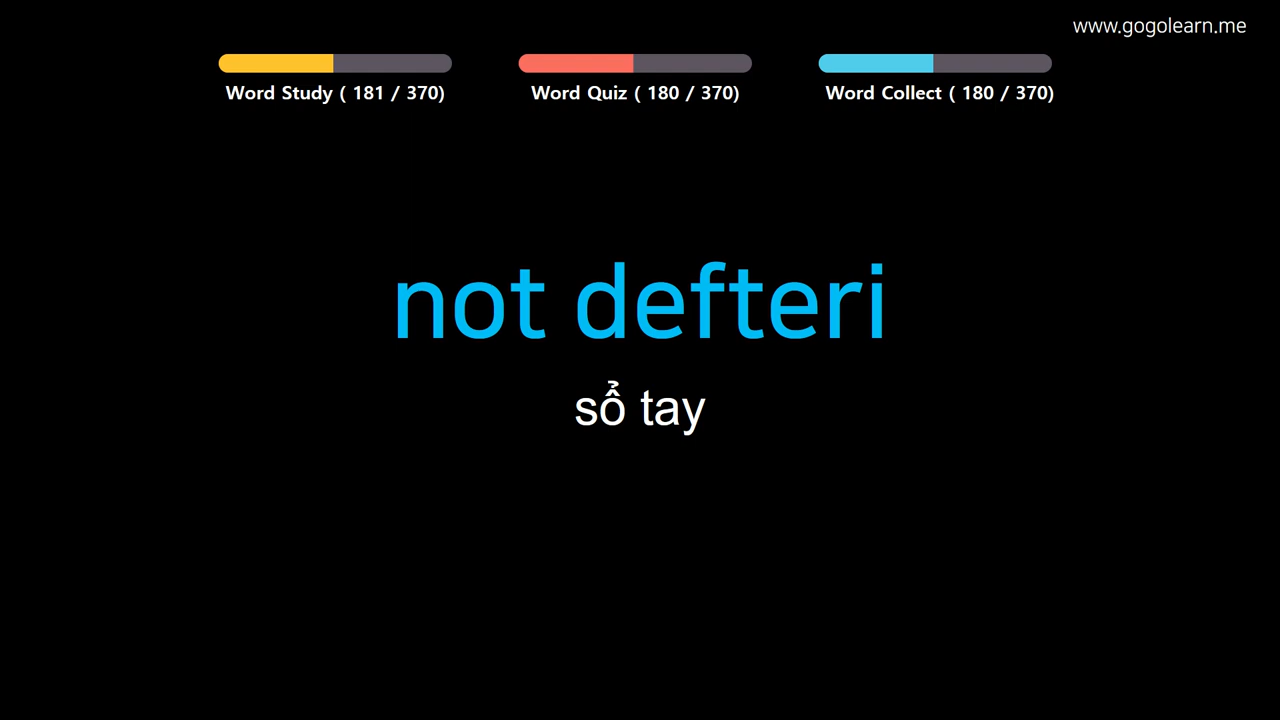 www.gogolearn.me
Word Study ( 181 / 370)
Word Quiz ( 180 / 370)
Word Collect ( 180 / 370)
not defteri
sổ tay